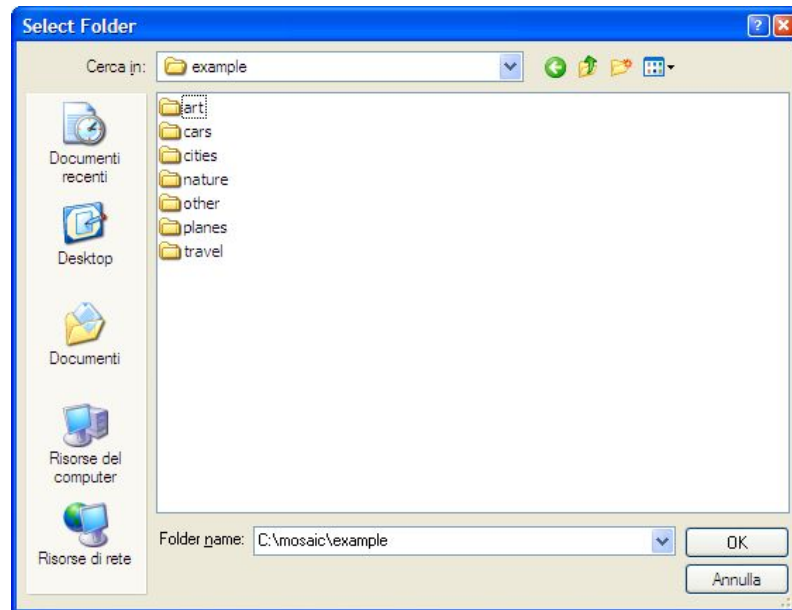 Select Folder
Cerca in:
example
art
cars
cities
nature
other
planes
travel
Documenti
recenti
Desktop
Documenti
Risorse del
computer
Risorse di rete
Folder name:
C:\mosaic\example
OK
Annulla